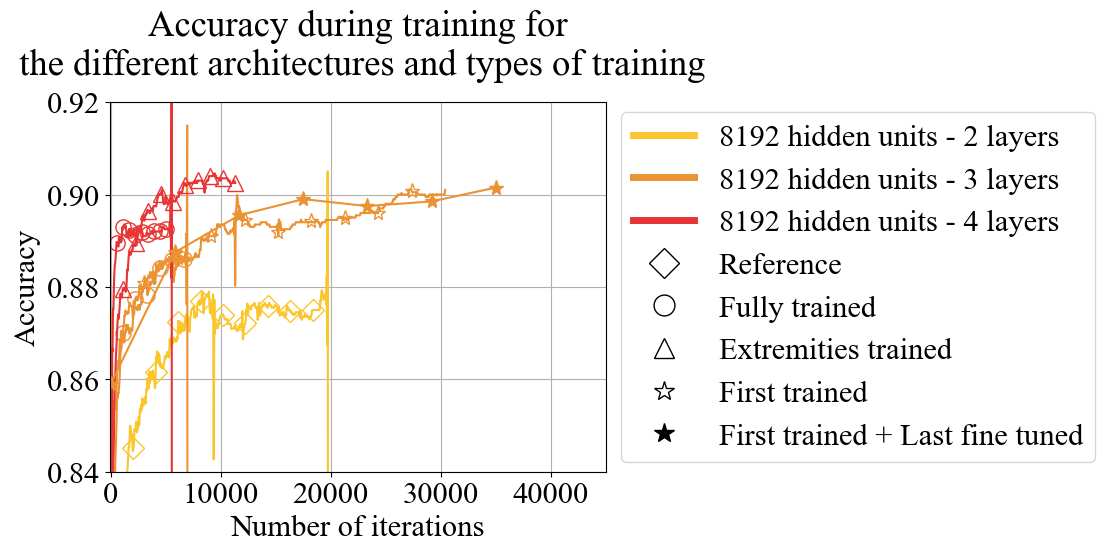 Accuracy during training for
the different architectures and types of training
0.92
0.90
0.88
0.86
0.84
Accuracy
0
10000
20000
30000
40000
Number of iterations
8192 hidden units - 2 layers
8192 hidden units - 3 layers
8192 hidden units - 4 layers
Reference
Fully trained
Extremities trained
First trained
First trained + Last fine tuned